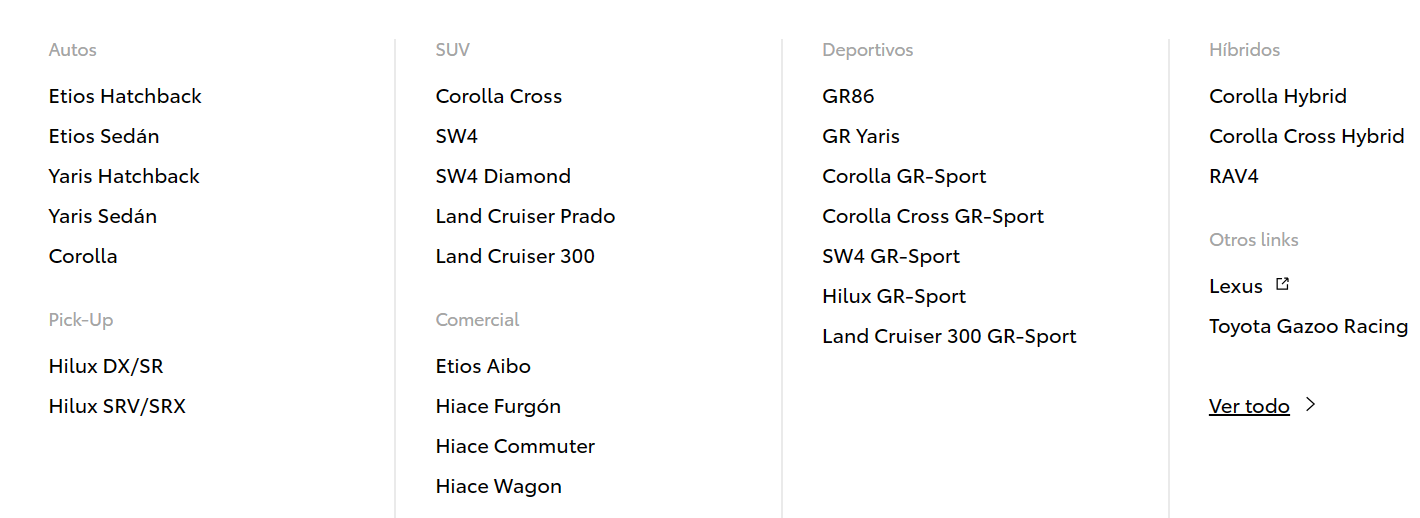 Autos
Etios Hatchback
Etios Sedán
Yaris Hatchback
Yaris Sedán
Corolla
Pick-Up
Hilux DX/SR
Hilux SRV/SRX
SUV
Corolla Cross
SW4
SW4 Diamond
Land Cruiser Prado
Land Cruiser 300
Comercial
Etios Aibo
Hiace Furgón
Hiace Commuter
Hiace Wagon
Deportivos
GR86
GR Yaris
Corolla GR-Sport
Corolla Cross GR-Sport
SW4 GR-Sport
Hilux GR-Sport
Land Cruiser 300 GR-Sport
Híbridos
Corolla Hybrid
Corolla Cross Hybrid
RAV4
Otros links
Lexus
Toyota Gazoo Racing
Ver todo